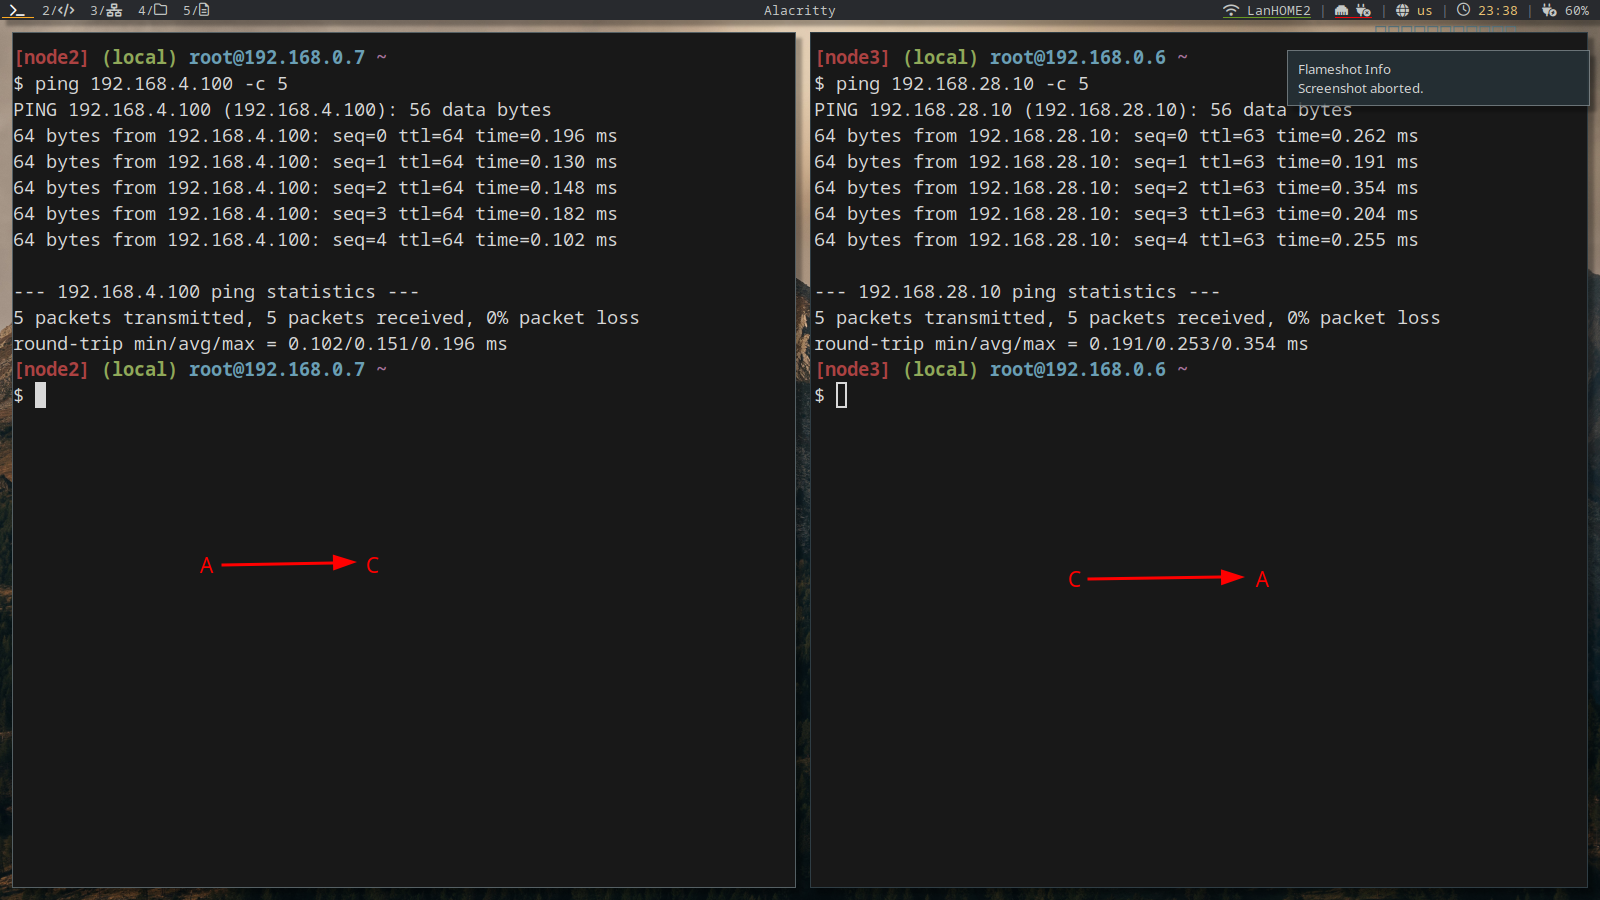 2/ 3/ 4/ 5/ Alacritty LanHOME2 | | us | 23:38 | 60%
[node2] (local) root@192.168.0.7 ~
$ ping 192.168.4.100 -c 5
PING 192.168.4.100 (192.168.4.100): 56 data bytes
64 bytes from 192.168.4.100: seq=0 ttl=64 time=0.196 ms
64 bytes from 192.168.4.100: seq=1 ttl=64 time=0.130 ms
64 bytes from 192.168.4.100: seq=2 ttl=64 time=0.148 ms
64 bytes from 192.168.4.100: seq=3 ttl=64 time=0.182 ms
64 bytes from 192.168.4.100: seq=4 ttl=64 time=0.102 ms
--- 192.168.4.100 ping statistics ---
5 packets transmitted, 5 packets received, 0% packet loss
round-trip min/avg/max = 0.102/0.151/0.196 ms
[node2] (local) root@192.168.0.7 ~
$
A C
[node3] (local) root@192.168.0.6 ~
$ ping 192.168.28.10 -c 5
PING 192.168.28.10 (192.168.28.10): 56 data bytes
64 bytes from 192.168.28.10: seq=0 ttl=63 time=0.262 ms
64 bytes from 192.168.28.10: seq=1 ttl=63 time=0.191 ms
64 bytes from 192.168.28.10: seq=2 ttl=63 time=0.354 ms
64 bytes from 192.168.28.10: seq=3 ttl=63 time=0.204 ms
64 bytes from 192.168.28.10: seq=4 ttl=63 time=0.255 ms
--- 192.168.28.10 ping statistics ---
5 packets transmitted, 5 packets received, 0% packet loss
round-trip min/avg/max = 0.191/0.253/0.354 ms
[node3] (local) root@192.168.0.6 ~
$
C A
Flameshot Info
Screenshot aborted.